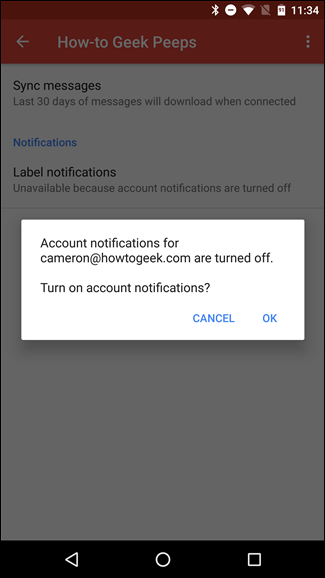 11:34
How-to Geek Peeps
Sync messages
Last 30 days of messages will download when connected
Notifications
Label notifications
Unavailable because account notifications are turned off
Account notifications for
cameron@howtogeek.com are turned off.
Turn on account notifications?
CANCEL OK